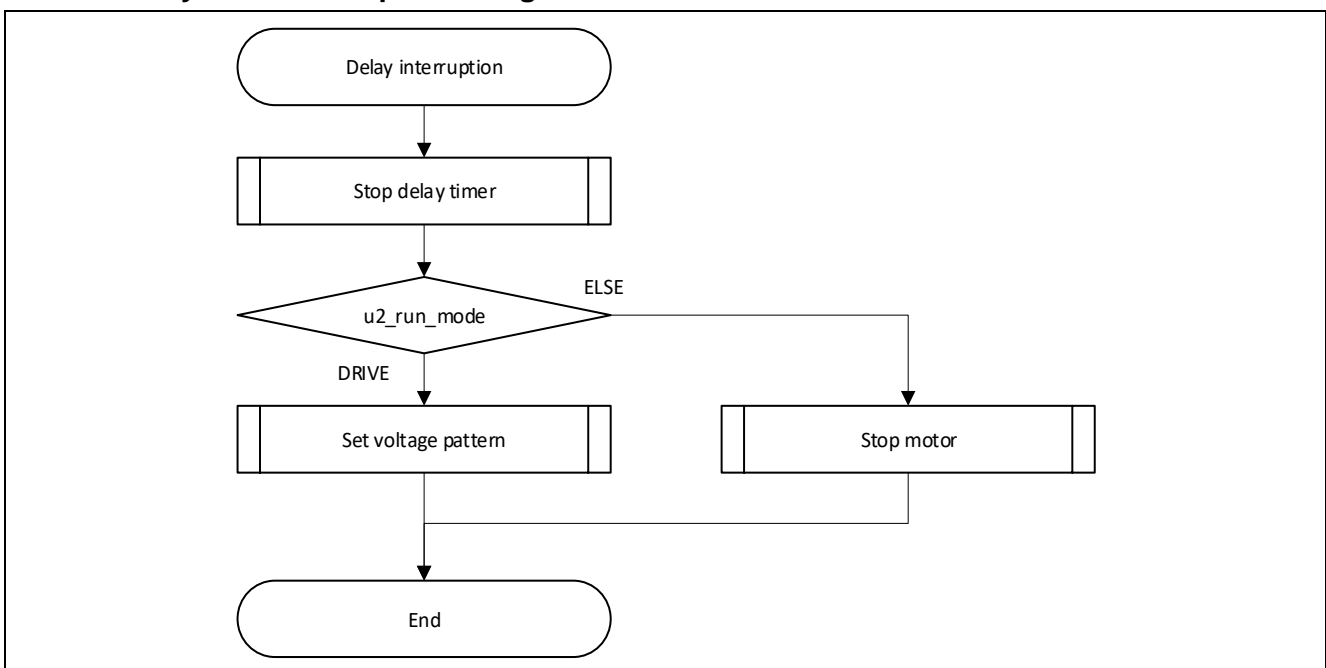 Delay interruption
Stop delay timer
u2_run_mode
ELSE
DRIVE
Set voltage pattern
Stop motor
End